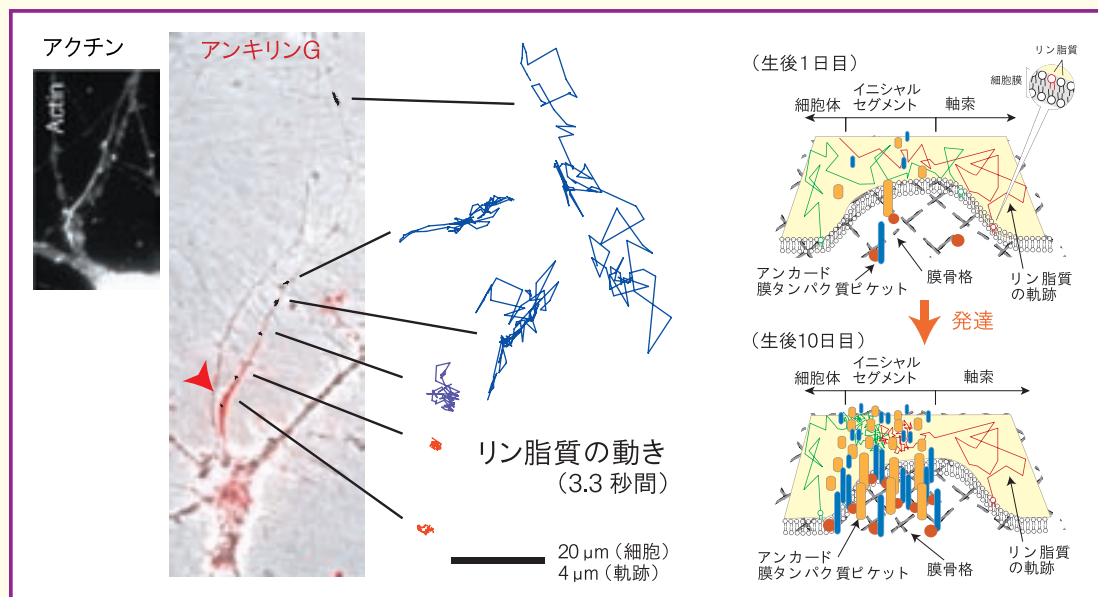 アクチン
Actin
アンキリンG
リン脂質の動き
(3.3 秒間)
20 μm (細胞)
4 μm (軌跡)
(生後1日目)
リン脂質
細胞膜
イニシャル
セグメント
細胞体
軸索
アンカード
膜タンパク質ピケット
膜骨格
リン脂質
の軌跡
発達
(生後10日目)
イニシャル
セグメント
細胞体
軸索
アンカード
膜タンパク質ピケット
膜骨格
リン脂質
の軌跡